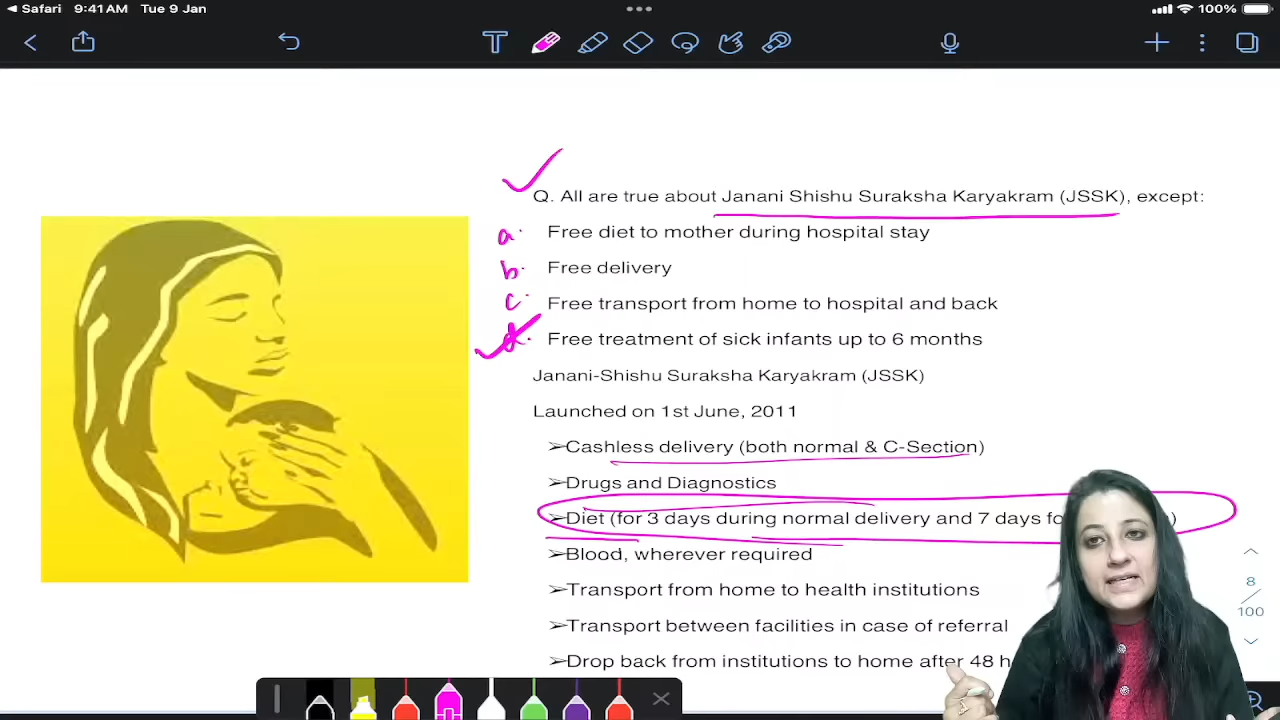 Safari 9:41 AM Tue 9 Jan 100%
T
Q. All are true about Janani Shishu Suraksha Karyakram (JSSK), except:
a. Free diet to mother during hospital stay
b. Free delivery
c. Free transport from home to hospital and back
d. Free treatment of sick infants up to 6 months
Janani-Shishu Suraksha Karyakram (JSSK)
Launched on 1st June, 2011
➢Cashless delivery (both normal & C-Section)
➢Drugs and Diagnostics
➢Diet (for 3 days during normal delivery and 7 days
➢Blood, wherever required
➢Transport from home to health institutions
➢Transport between facilities in case of referral
➢Drop back from institutions to home after 48
8
100